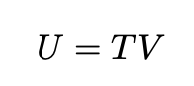 U = TV